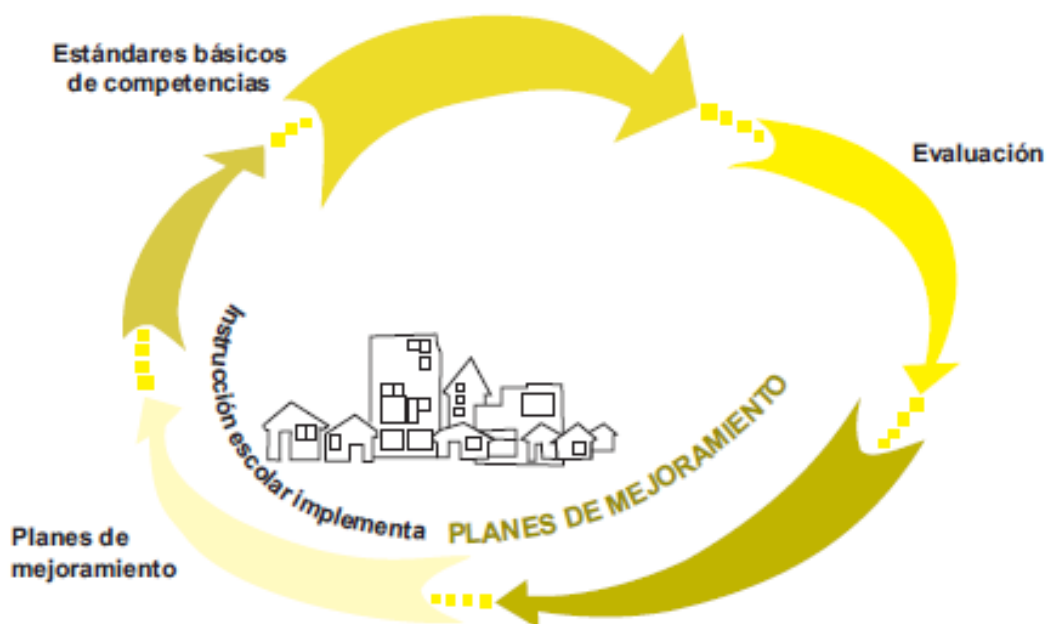 Estándares básicos
de competencias
Evaluación
Instrucción escolar implementa PLANES DE MEJORAMIENTO
Planes de
mejoramiento